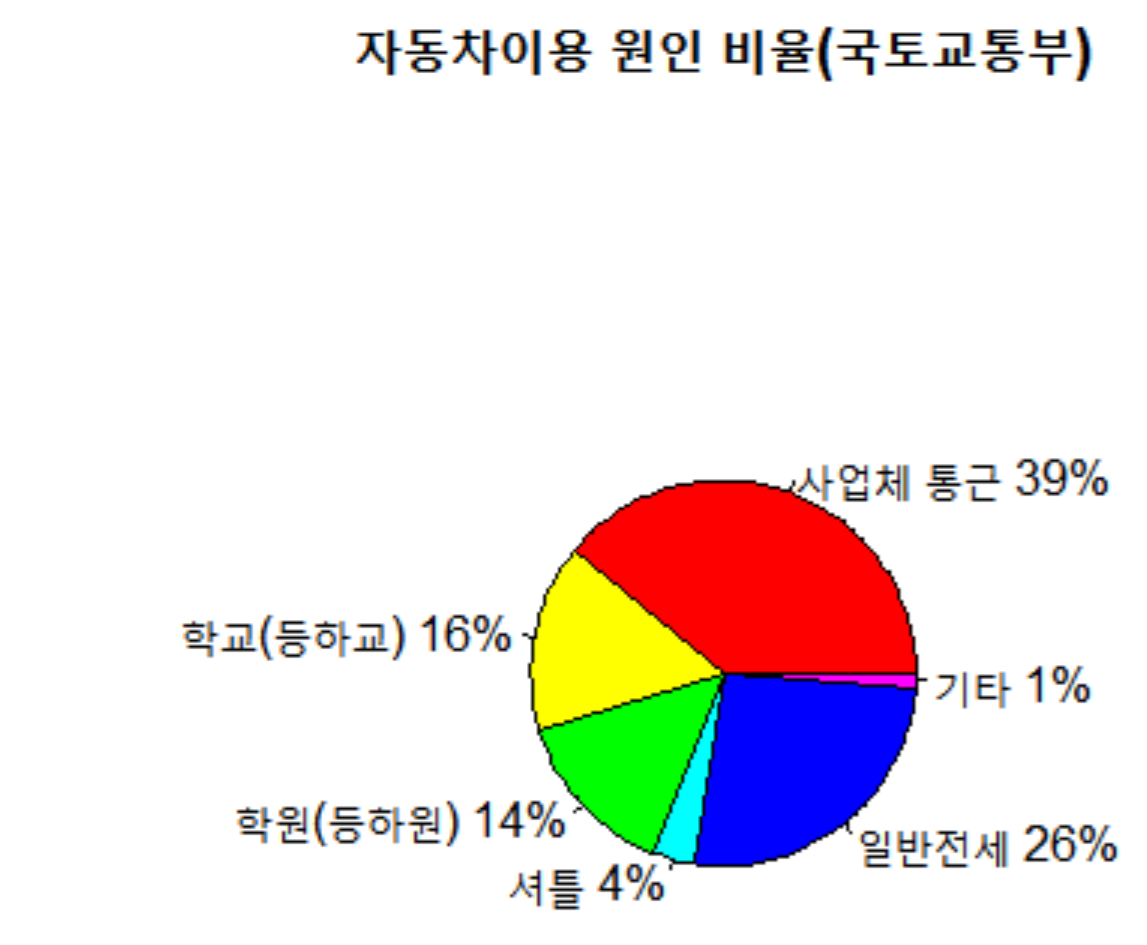 자동차이용 원인 비율(국토교통부)
사업체 통근 39%
학교(등하교) 16%
기타 1%
학원(등하원) 14%
일반전세 26%
셔틀 4%